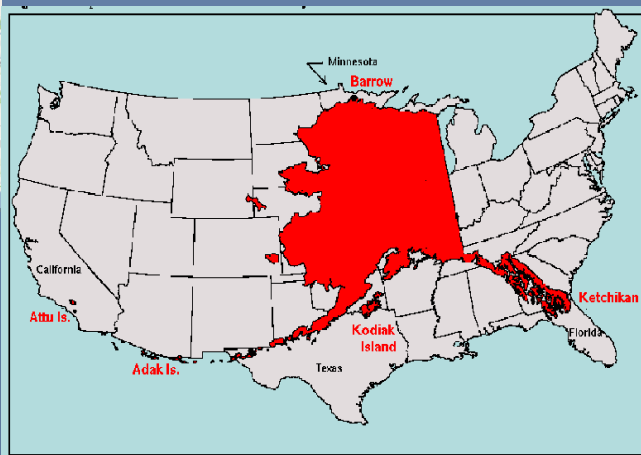 Minnesota
Barrow
California
Attu Is.
Ketchikan
Kodiak
Island
Florida
Adak Is.
Texas